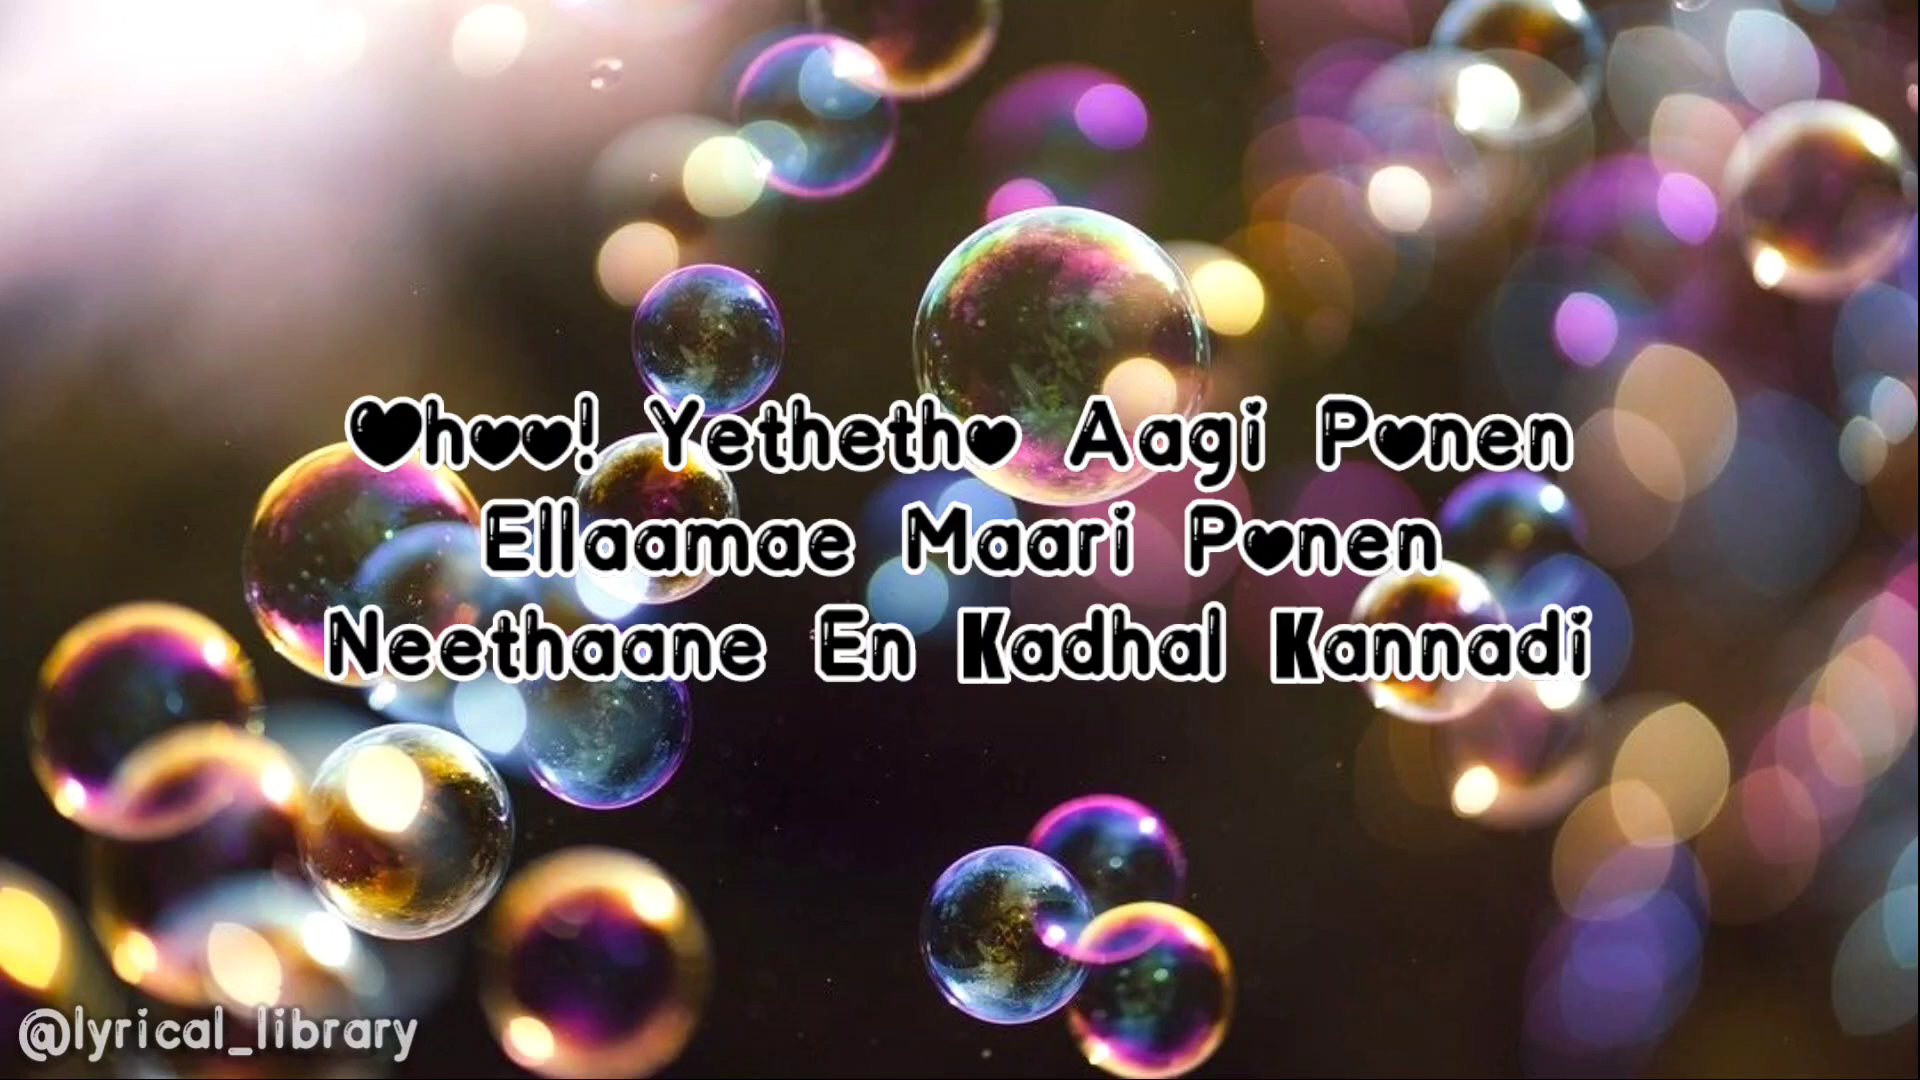 Ohoo! Yethetho Aagi Ponen
Ellaamae Maari Ponen
Neethaane En Kadhal Kannadi
@lyrical_library